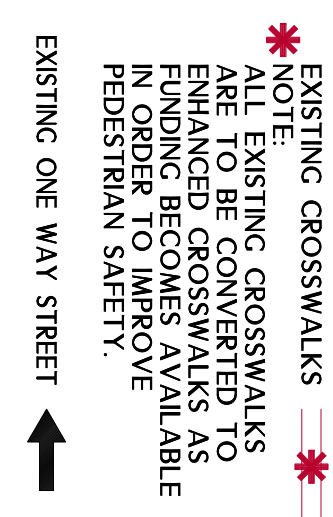 EXISTING CROSSWALKS
NOTE:
ALL EXISTING CROSSWALKS
ARE TO BE CONVERTED TO
ENHANCED CROSSWALKS AS
FUNDING BECOMES AVAILABLE
IN ORDER TO IMPROVE
PEDESTRIAN SAFETY.
EXISTING ONE WAY STREET